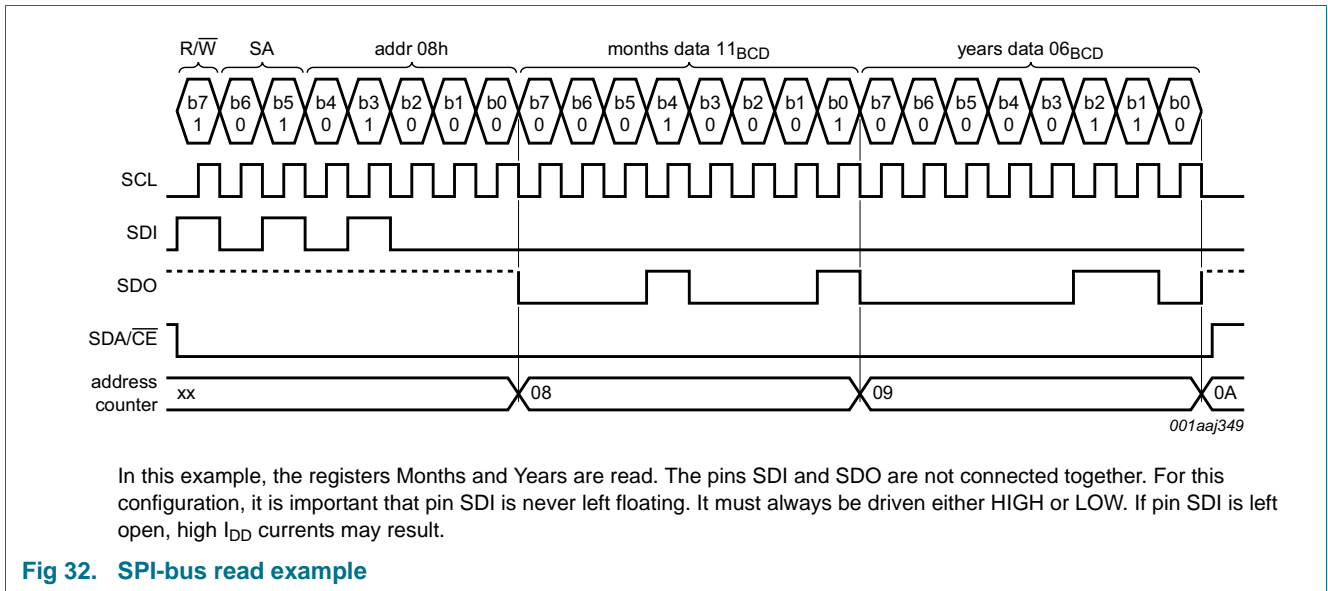 R/W SA addr 08h months data 11BCD years data 06BCD
b7 b6 b5 b4 b3 b2 b1 b0 b7 b6 b5 b4 b3 b2 b1 b0 b7 b6 b5 b4 b3 b2 b1 b0
1 0 1 0 1 0 0 0 0 0 0 1 0 0 0 1 0 0 0 0 0 1 1 0
SCL
SDI
SDO
SDA/CE
address
counter
xx 08 09 0A
001aaj349
In this example, the registers Months and Years are read. The pins SDI and SDO are not connected together. For this
configuration, it is important that pin SDI is never left floating. It must always be driven either HIGH or LOW. If pin SDI is left
open, high IDD currents may result.
Fig 32. SPI-bus read example